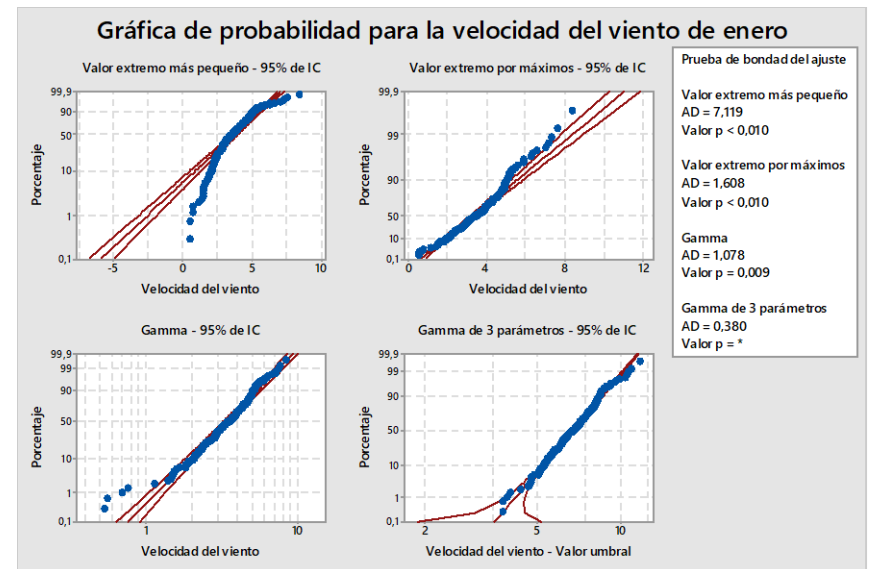 Gráfica de probabilidad para la velocidad del viento de enero
Valor extremo más pequeño - 95% de IC
99,9
90
50
10
1
0,1
Porcentaje
-5
0
5
10
Velocidad del viento
Valor extremo por máximos - 95% de IC
99,9
99
90
50
10
0,1
Porcentaje
0
4
8
12
Velocidad del viento
Gamma - 95% de IC
99,9
99
90
50
10
1
0,1
Porcentaje
1
10
Velocidad del viento
Gamma de 3 parámetros - 95% de IC
99,9
99
90
50
10
1
0,1
Porcentaje
2
5
10
Velocidad del viento - Valor umbral
Prueba de bondad del ajuste
Valor extremo más pequeño
AD = 7,119
Valor p < 0,010
Valor extremo por máximos
AD = 1,608
Valor p < 0,010
Gamma
AD = 1,078
Valor p = 0,009
Gamma de 3 parámetros
AD = 0,380
Valor p = *